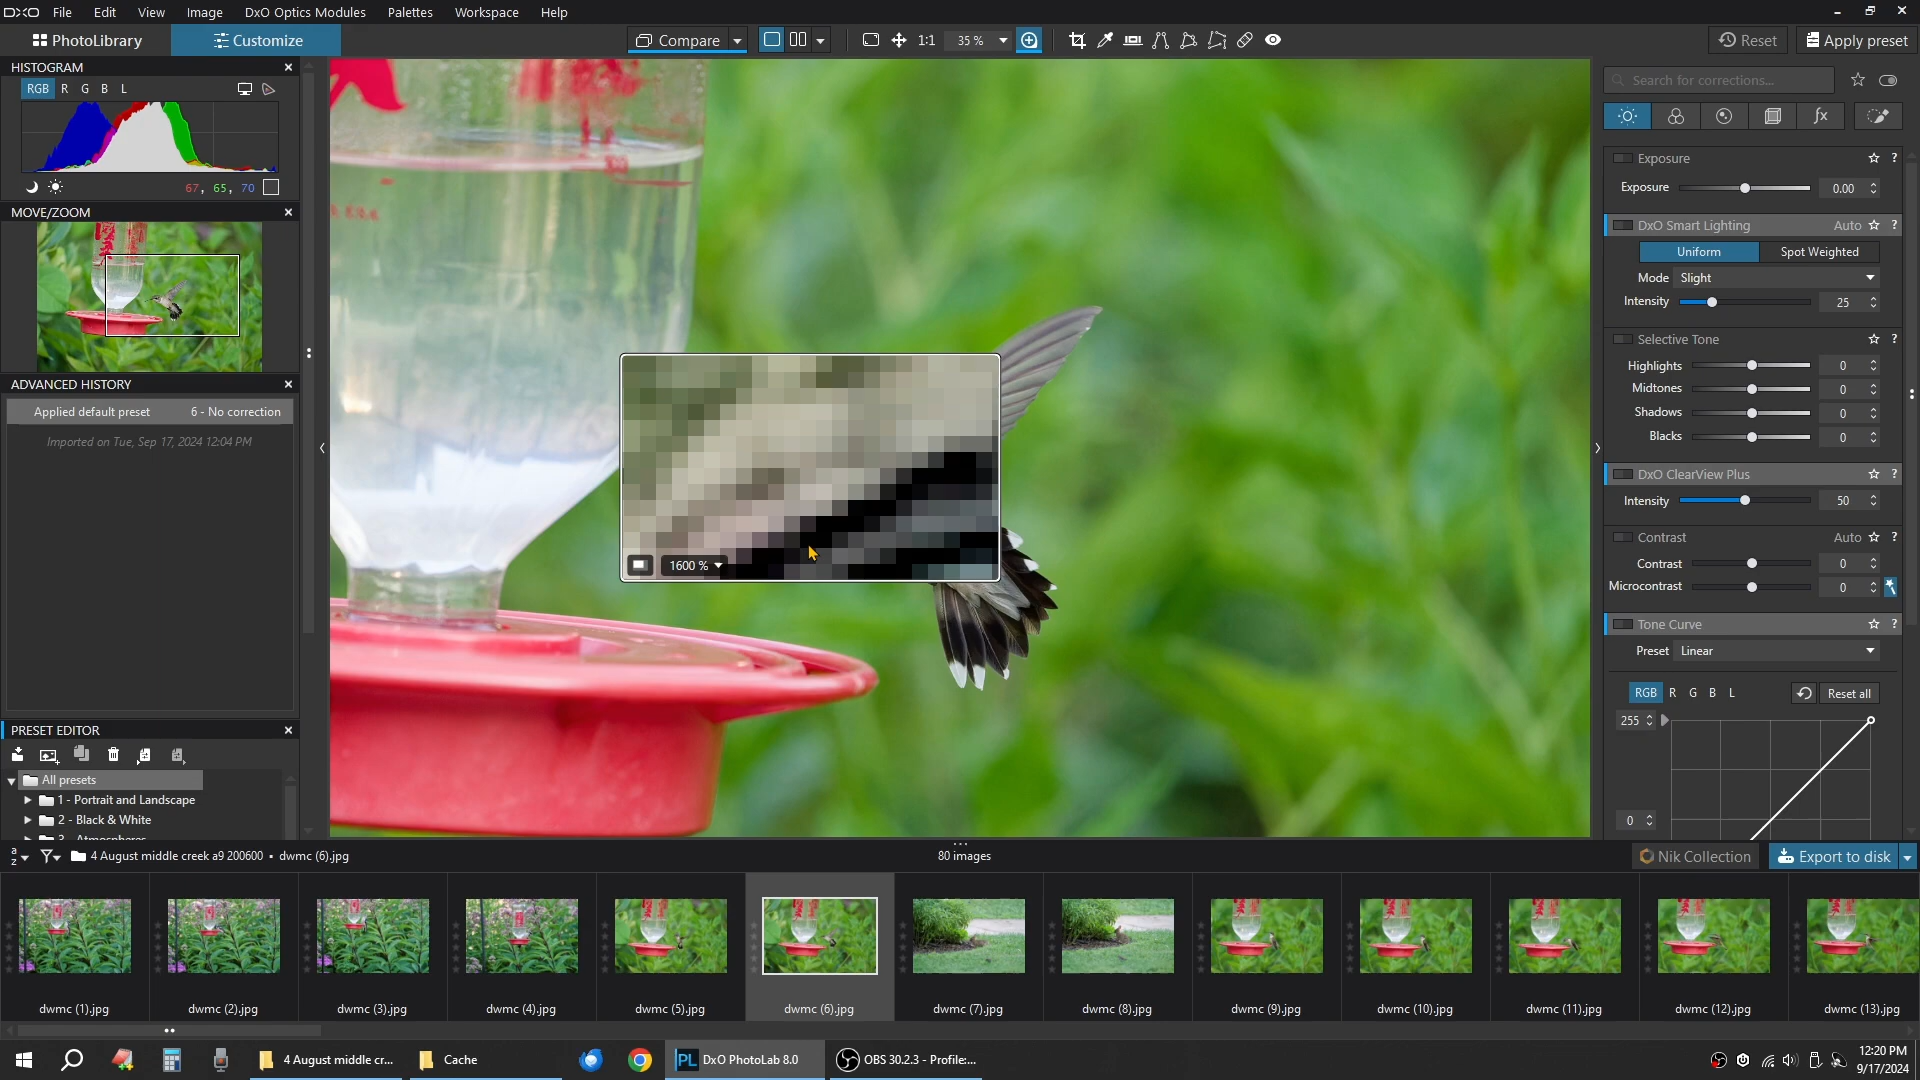 DXO File Edit View Image DxO Optics Modules Palettes Workspace Help
PhotoLibrary Customize Compare 1:1 35 % Reset Apply preset
HISTOGRAM
RGB R G B L
67, 65, 70
MOVE/ZOOM
ADVANCED HISTORY
Applied default preset 6 - No correction
Imported on Tue, Sep 17, 2024 12:04 PM
PRESET EDITOR
All presets
1 - Portrait and Landscape
2 - Black & White
3 - Atmospheres
1600 %
Search for corrections...
fx
Exposure ?
Exposure 0.00
DxO Smart Lighting Auto ?
Uniform Spot Weighted
Mode Slight
Intensity 25
Selective Tone ?
Highlights 0
Midtones 0
Shadows 0
Blacks 0
DxO ClearView Plus ?
Intensity 50
Contrast Auto ?
Contrast 0
Microcontrast 0
Tone Curve ?
Preset Linear
RGB R G B L Reset all
255
0
a z 4 August middle creek a9 200600 • dwmc (6).jpg 80 images Nik Collection Export to disk
dwmc (1).jpg dwmc (2).jpg dwmc (3).jpg dwmc (4).jpg dwmc (5).jpg dwmc (6).jpg dwmc (7).jpg dwmc (8).jpg dwmc (9).jpg dwmc (10).jpg dwmc (11).jpg dwmc (12).jpg dwmc (13).jpg
4 August middle cr... Cache PL DxO PhotoLab 8.0 OBS 30.2.3 - Profile:... 12:20 PM
9/17/2024